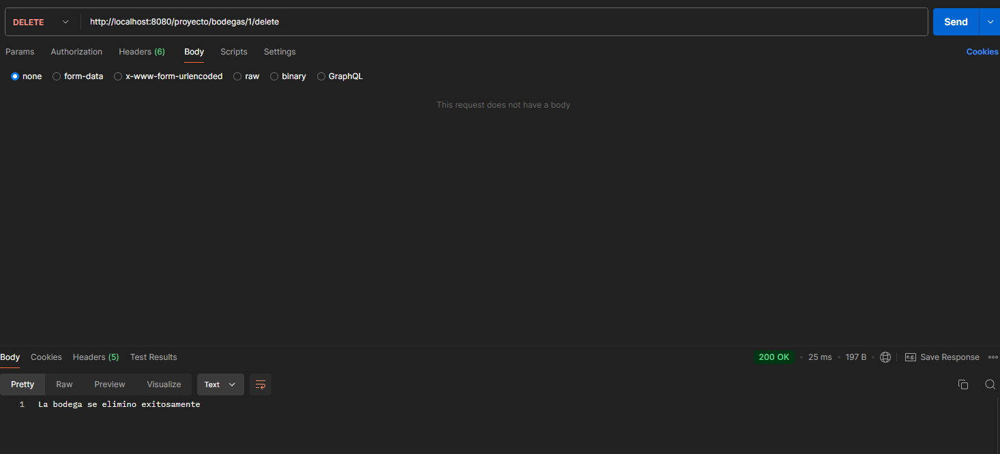 DELETE http://localhost:8080/proyecto/bodegas/1/delete Send
Params Authorization Headers (6) Body Scripts Settings Cookies
none form-data x-www-form-urlencoded raw binary GraphQL
This request does not have a body
Body Cookies Headers (5) Test Results 200 OK • 25 ms • 197 B • e.g. Save Response
Pretty Raw Preview Visualize Text
1 La bodega se elimino exitosamente